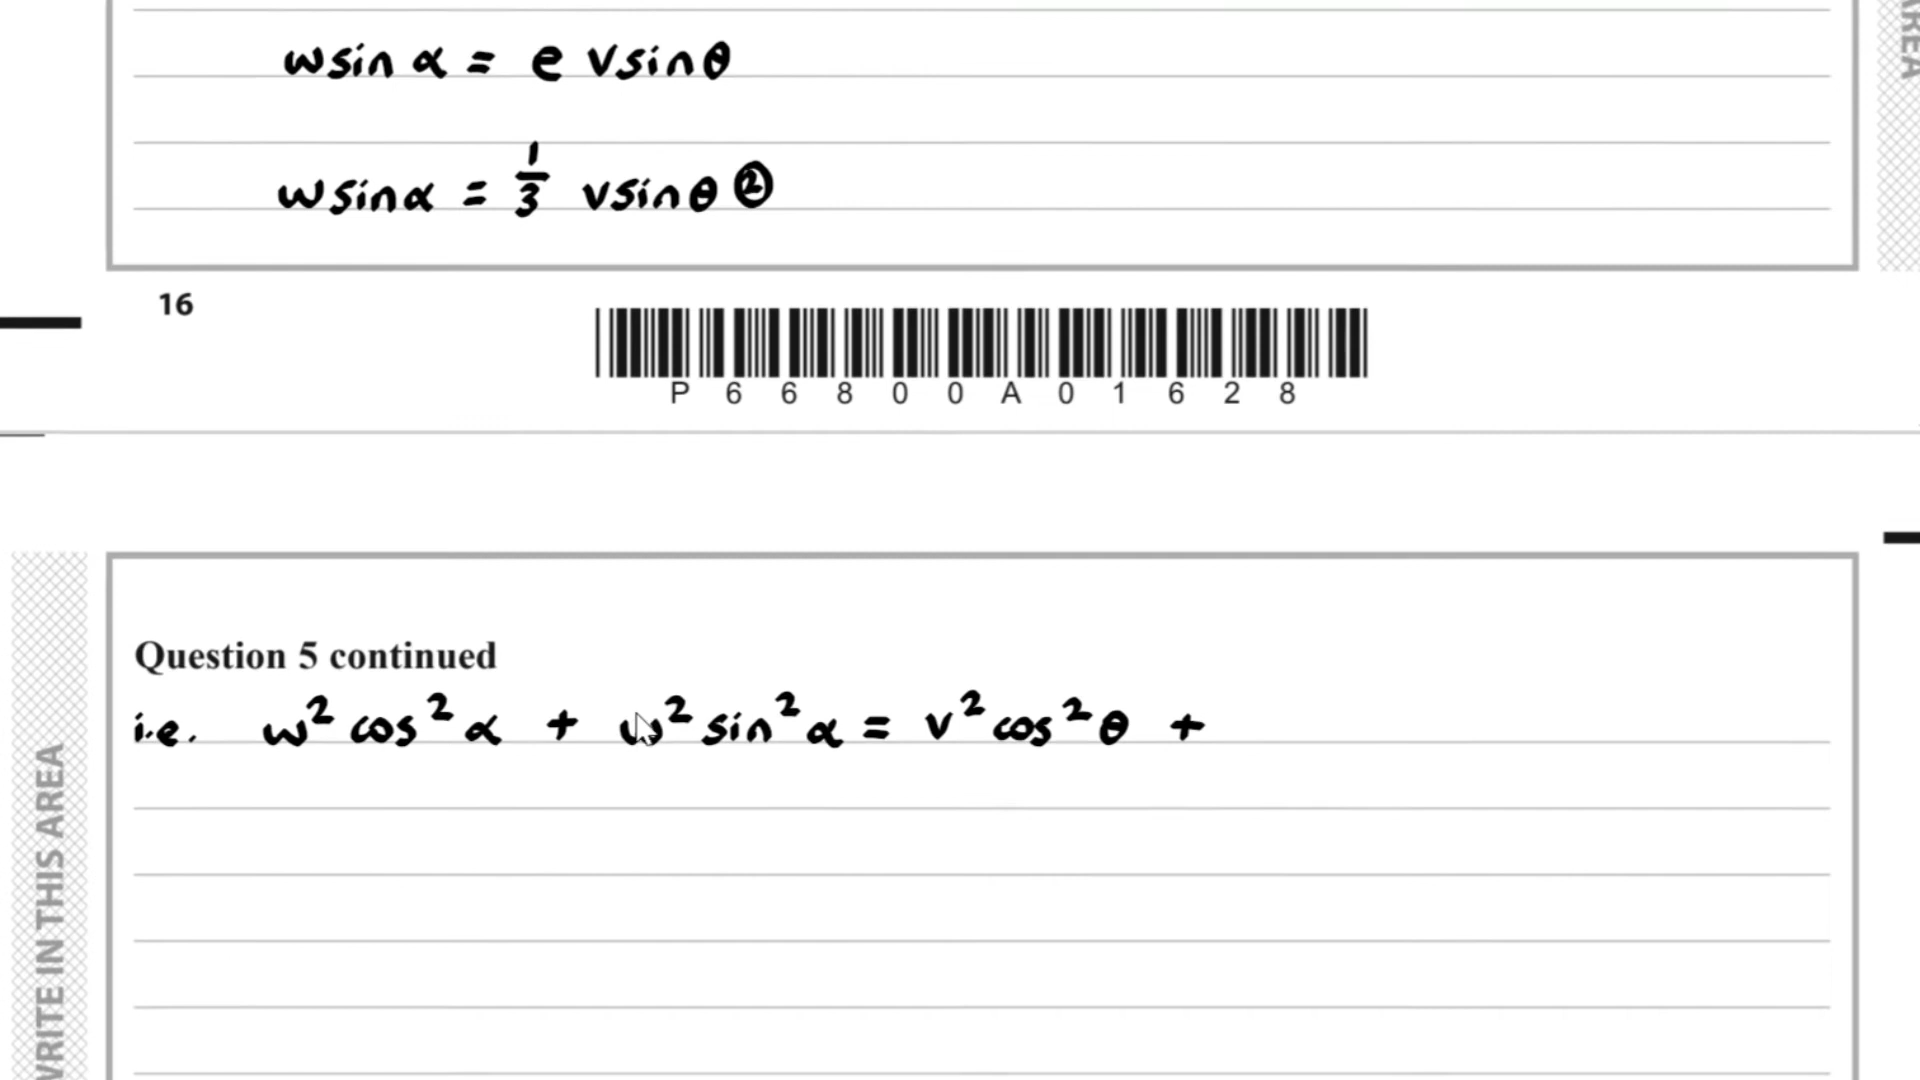 AREA
w sin α = e v sin θ
w sin α = 1/3 v sin θ ②
16
P 6 6 8 0 0 A 0 1 6 2 8
Question 5 continued
i.e. w² cos² α + w² sin² α = v² cos² θ +
WRITE IN THIS AREA